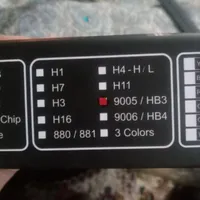 H1
H7
H3
H16
880 / 881
H4 - H / L
H11
9005 / HB3
9006 / HB4
3 Colors
Chip